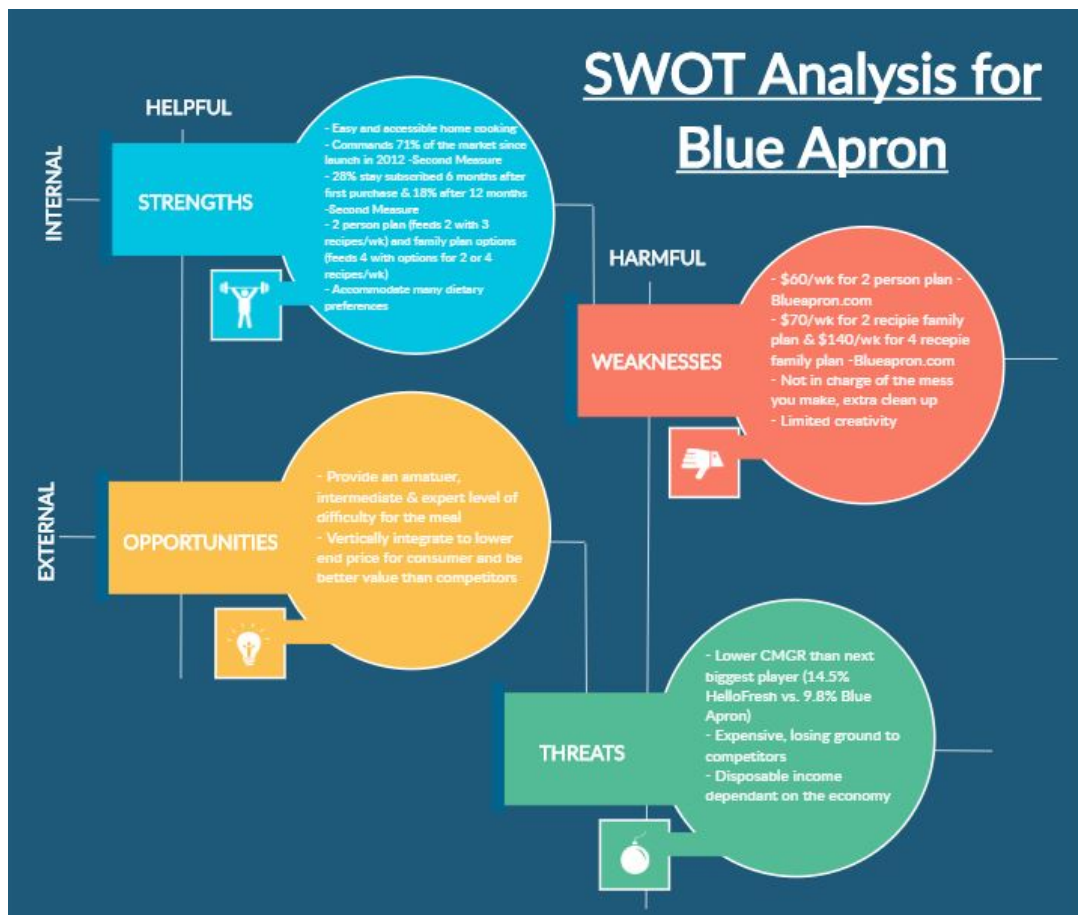 SWOT Analysis for
Blue Apron
HELPFUL
INTERNAL
STRENGTHS
- Easy and accessible home cooking
- Commands 71% of the market since
launch in 2012 -Second Measure
- 28% stay subscribed 6 months after
first purchase & 18% after 12 months
-Second Measure
- 2 person plan (feeds 2 with 3
recipes/wk) and family plan options
(feeds 4 with options for 2 or 4
recipes/wk)
- Accommodate many dietary
preferences
HARMFUL
WEAKNESSES
- $60/wk for 2 person plan -
Blueapron.com
- $70/wk for 2 recipie family
plan & $140/wk for 4 recepie
family plan -Blueapron.com
- Not in charge of the mess
you make, extra clean up
- Limited creativity
EXTERNAL
OPPORTUNITIES
- Provide an amatuer,
intermediate & expert level of
difficulty for the meal
- Vertically integrate to lower
end price for consumer and be
better value than competitors
THREATS
- Lower CMGR than next
biggest player (14.5%
HelloFresh vs. 9.8% Blue
Apron)
- Expensive, losing ground to
competitors
- Disposable income
dependant on the economy